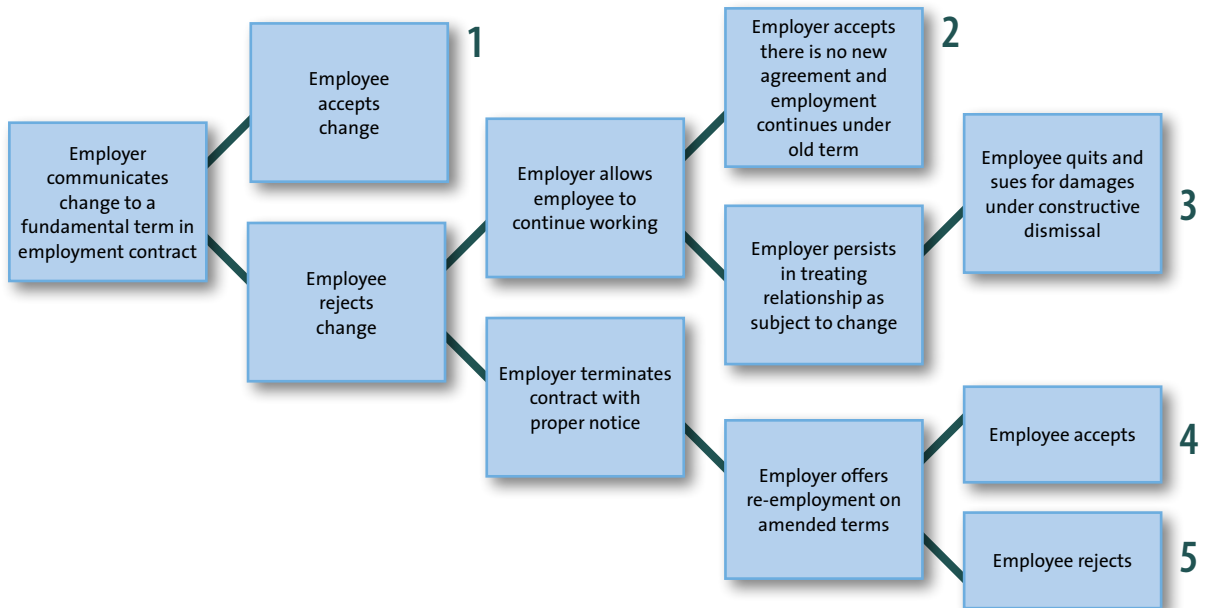 Employer
communicates
change to a
fundamental term in
employment contract
Employee
accepts
change
1
Employee
rejects
change
Employer allows
employee to
continue working
Employer terminates
contract with
proper notice
Employer accepts
there is no new
agreement and
employment
continues under
old term
2
Employer persists
in treating
relationship as
subject to change
Employee quits and
sues for damages
under constructive
dismissal
3
Employer offers
re-employment on
amended terms
Employee accepts
4
Employee rejects
5